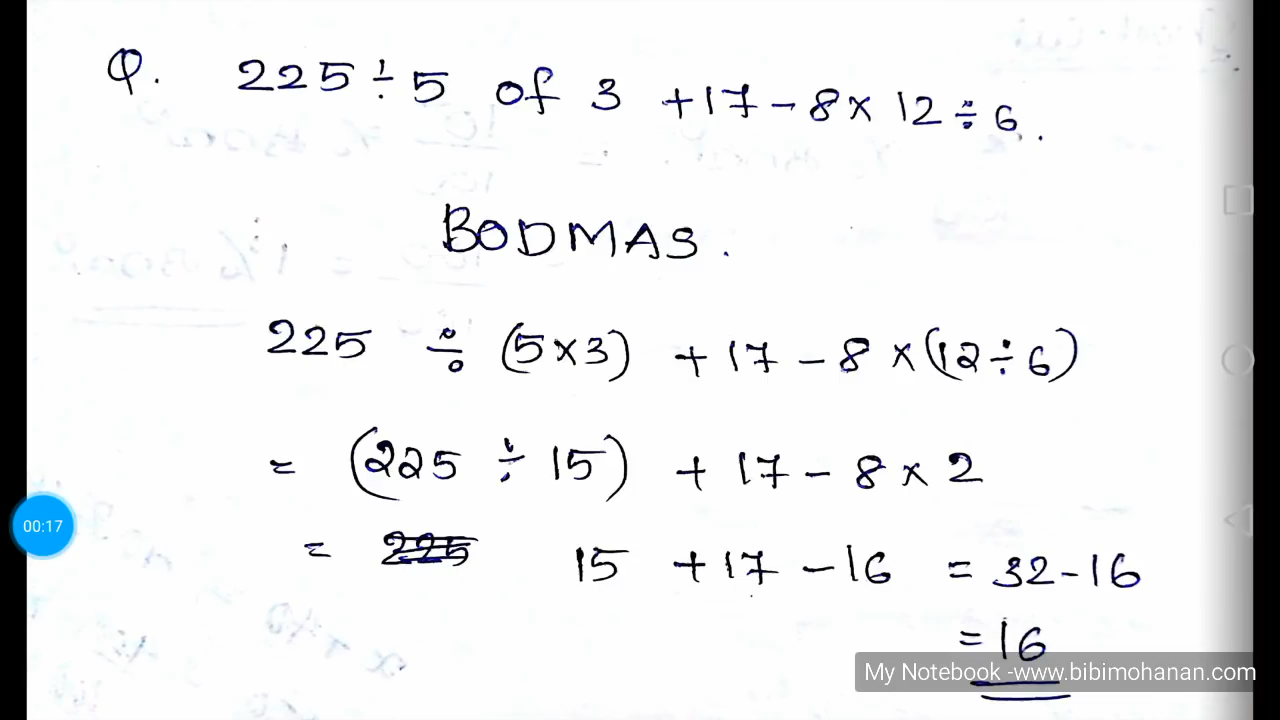 Q. 225 ÷ 5 of 3 + 17 - 8 × 12 ÷ 6.
BODMAS.
225 ÷ (5×3) + 17 - 8 × (12 ÷ 6)
= (225 ÷ 15) + 17 - 8 × 2
= 225 15 + 17 - 16 = 32 - 16
= 16
00:17
My Notebook -www.bibimohanan.com